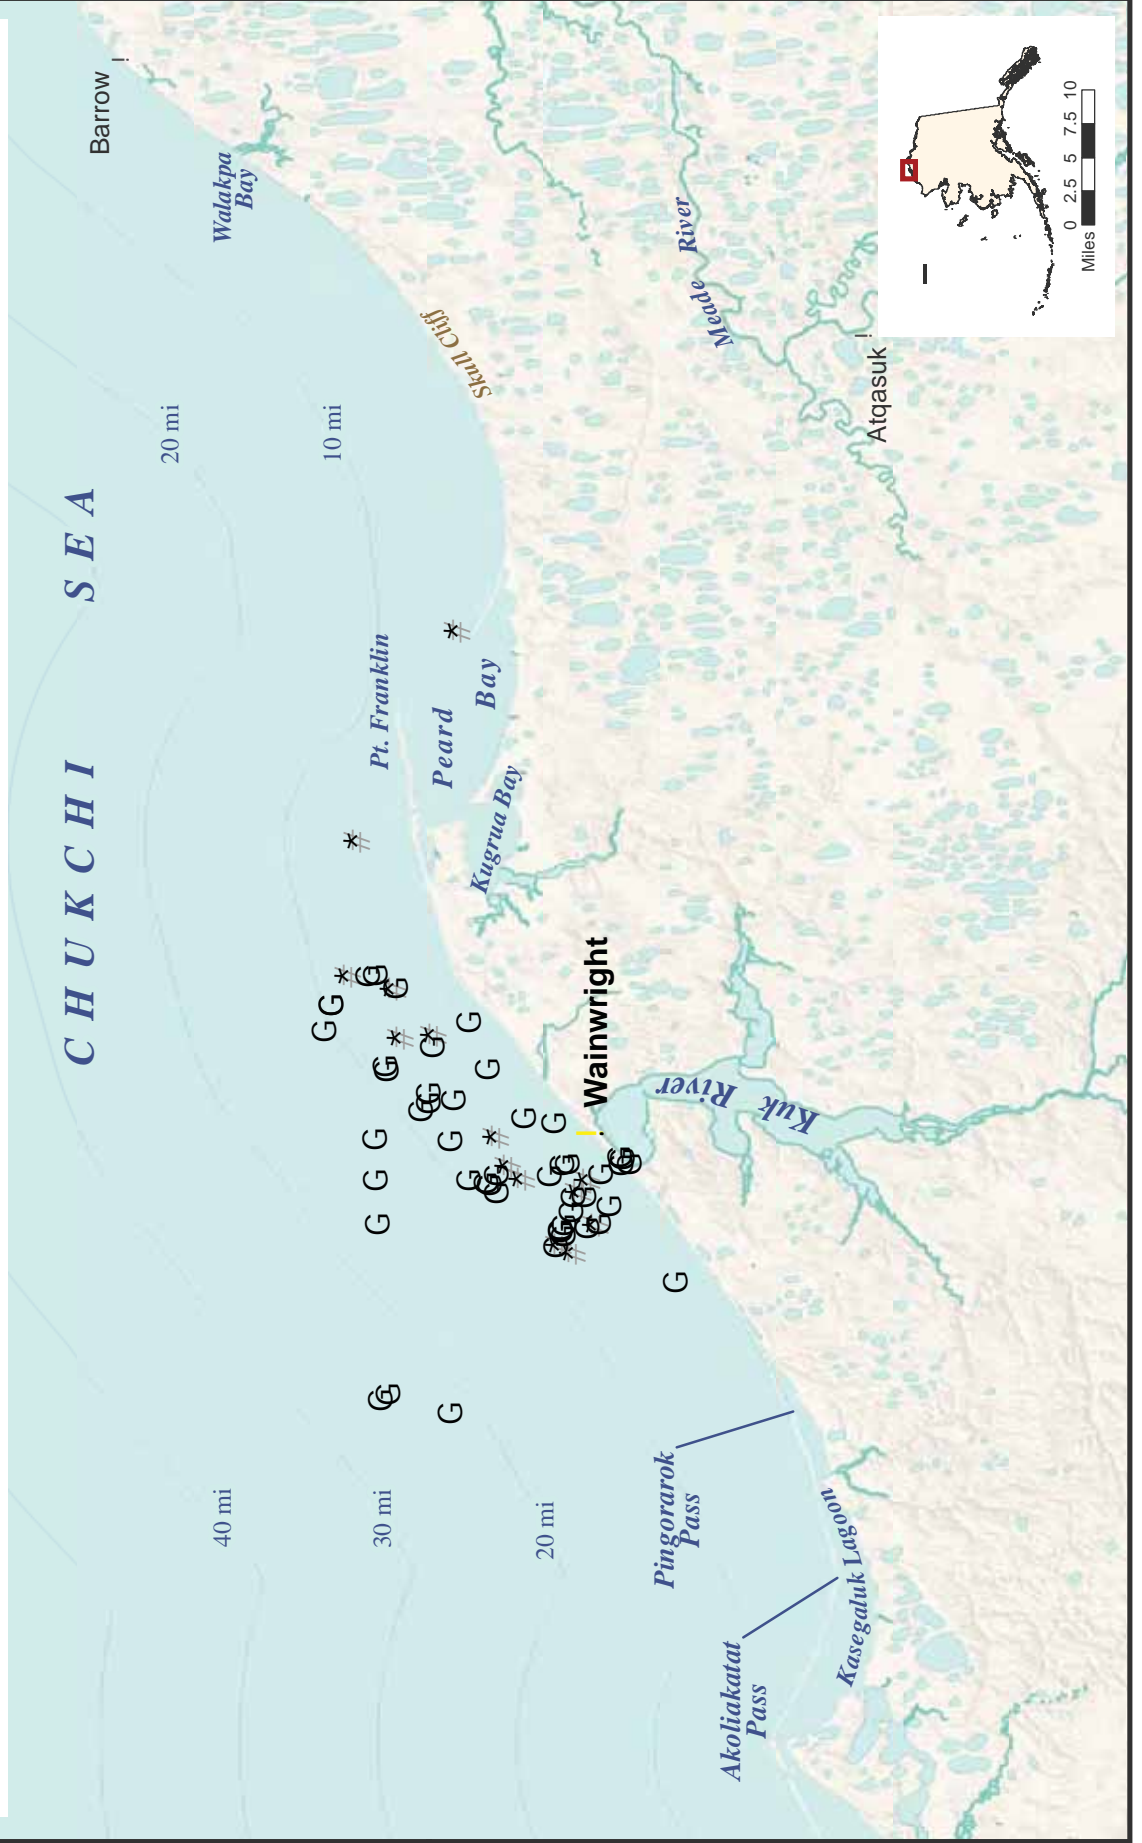 CHUKCHI SEA
Barrow
!
Walakpa
Bay
Skull Cliff
20 mi
10 mi
Meade River
Atqasuk
!
Pt. Franklin
Peard
Bay
Kugrua Bay
Wainwright
Kuk River
40 mi
30 mi
20 mi
Pingorarok
Pass
Akoliakatat
Pass
Kasegaluk Lagoon
0 2.5 5 7.5 10
Miles